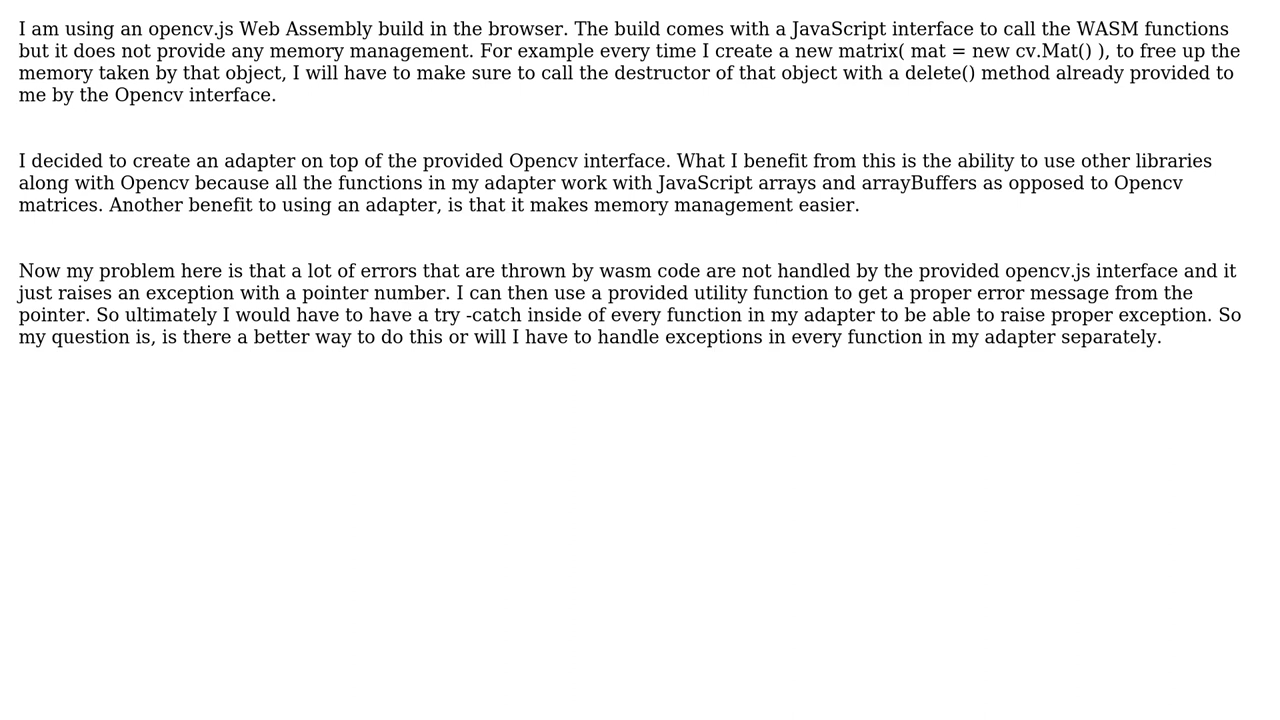 I am using an opencv.js Web Assembly build in the browser. The build comes with a JavaScript interface to call the WASM functions
but it does not provide any memory management. For example every time I create a new matrix( mat = new cv.Mat() ), to free up the
memory taken by that object, I will have to make sure to call the destructor of that object with a delete() method already provided to
me by the Opencv interface.
I decided to create an adapter on top of the provided Opencv interface. What I benefit from this is the ability to use other libraries
along with Opencv because all the functions in my adapter work with JavaScript arrays and arrayBuffers as opposed to Opencv
matrices. Another benefit to using an adapter, is that it makes memory management easier.
Now my problem here is that a lot of errors that are thrown by wasm code are not handled by the provided opencv.js interface and it
just raises an exception with a pointer number. I can then use a provided utility function to get a proper error message from the
pointer. So ultimately I would have to have a try -catch inside of every function in my adapter to be able to raise proper exception. So
my question is, is there a better way to do this or will I have to handle exceptions in every function in my adapter separately.